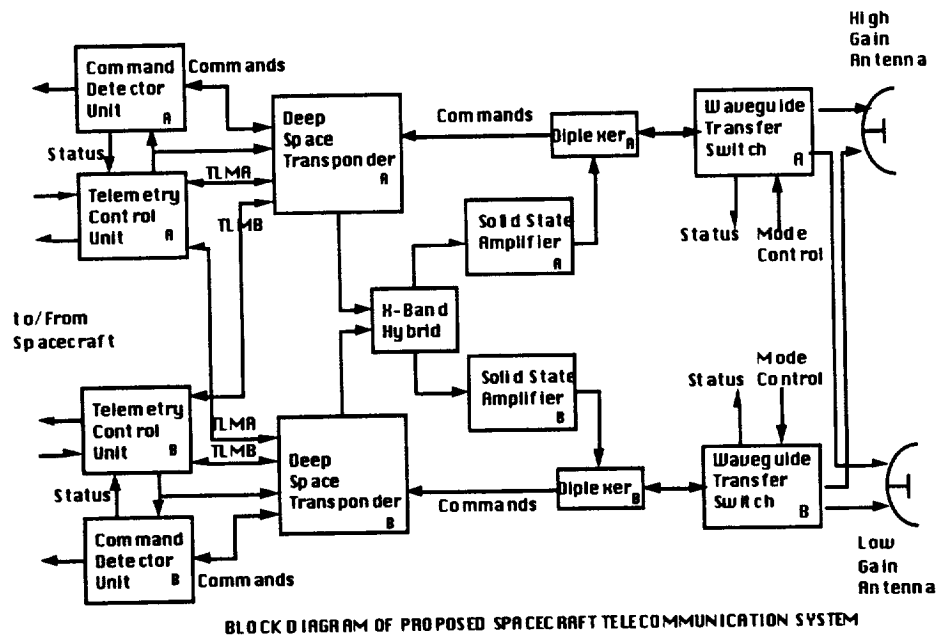 High
Gain
Antenna
Command
Detector
Unit A
Commands
Status
Telemetry
Control
Unit A
TLMA
TLMB
Deep
Space
Transponder
A
Commands
Diplexer A
Waveguide
Transfer
Switch A
Status
Mode
Control
Solid State
Amplifier
A
X-Band
Hybrid
to/From
Spacecraft
Solid State
Amplifier
B
Status
Mode
Control
Telemetry
Control
Unit B
TLMA
TLMB
Deep
Space
Transponder
B
Commands
Diplexer B
Waveguide
Transfer
Switch B
Status
Command
Detector
Unit B
Commands
Low
Gain
Antenna
BLOCK DIAGRAM OF PROPOSED SPACECRAFT TELECOMMUNICATION SYSTEM